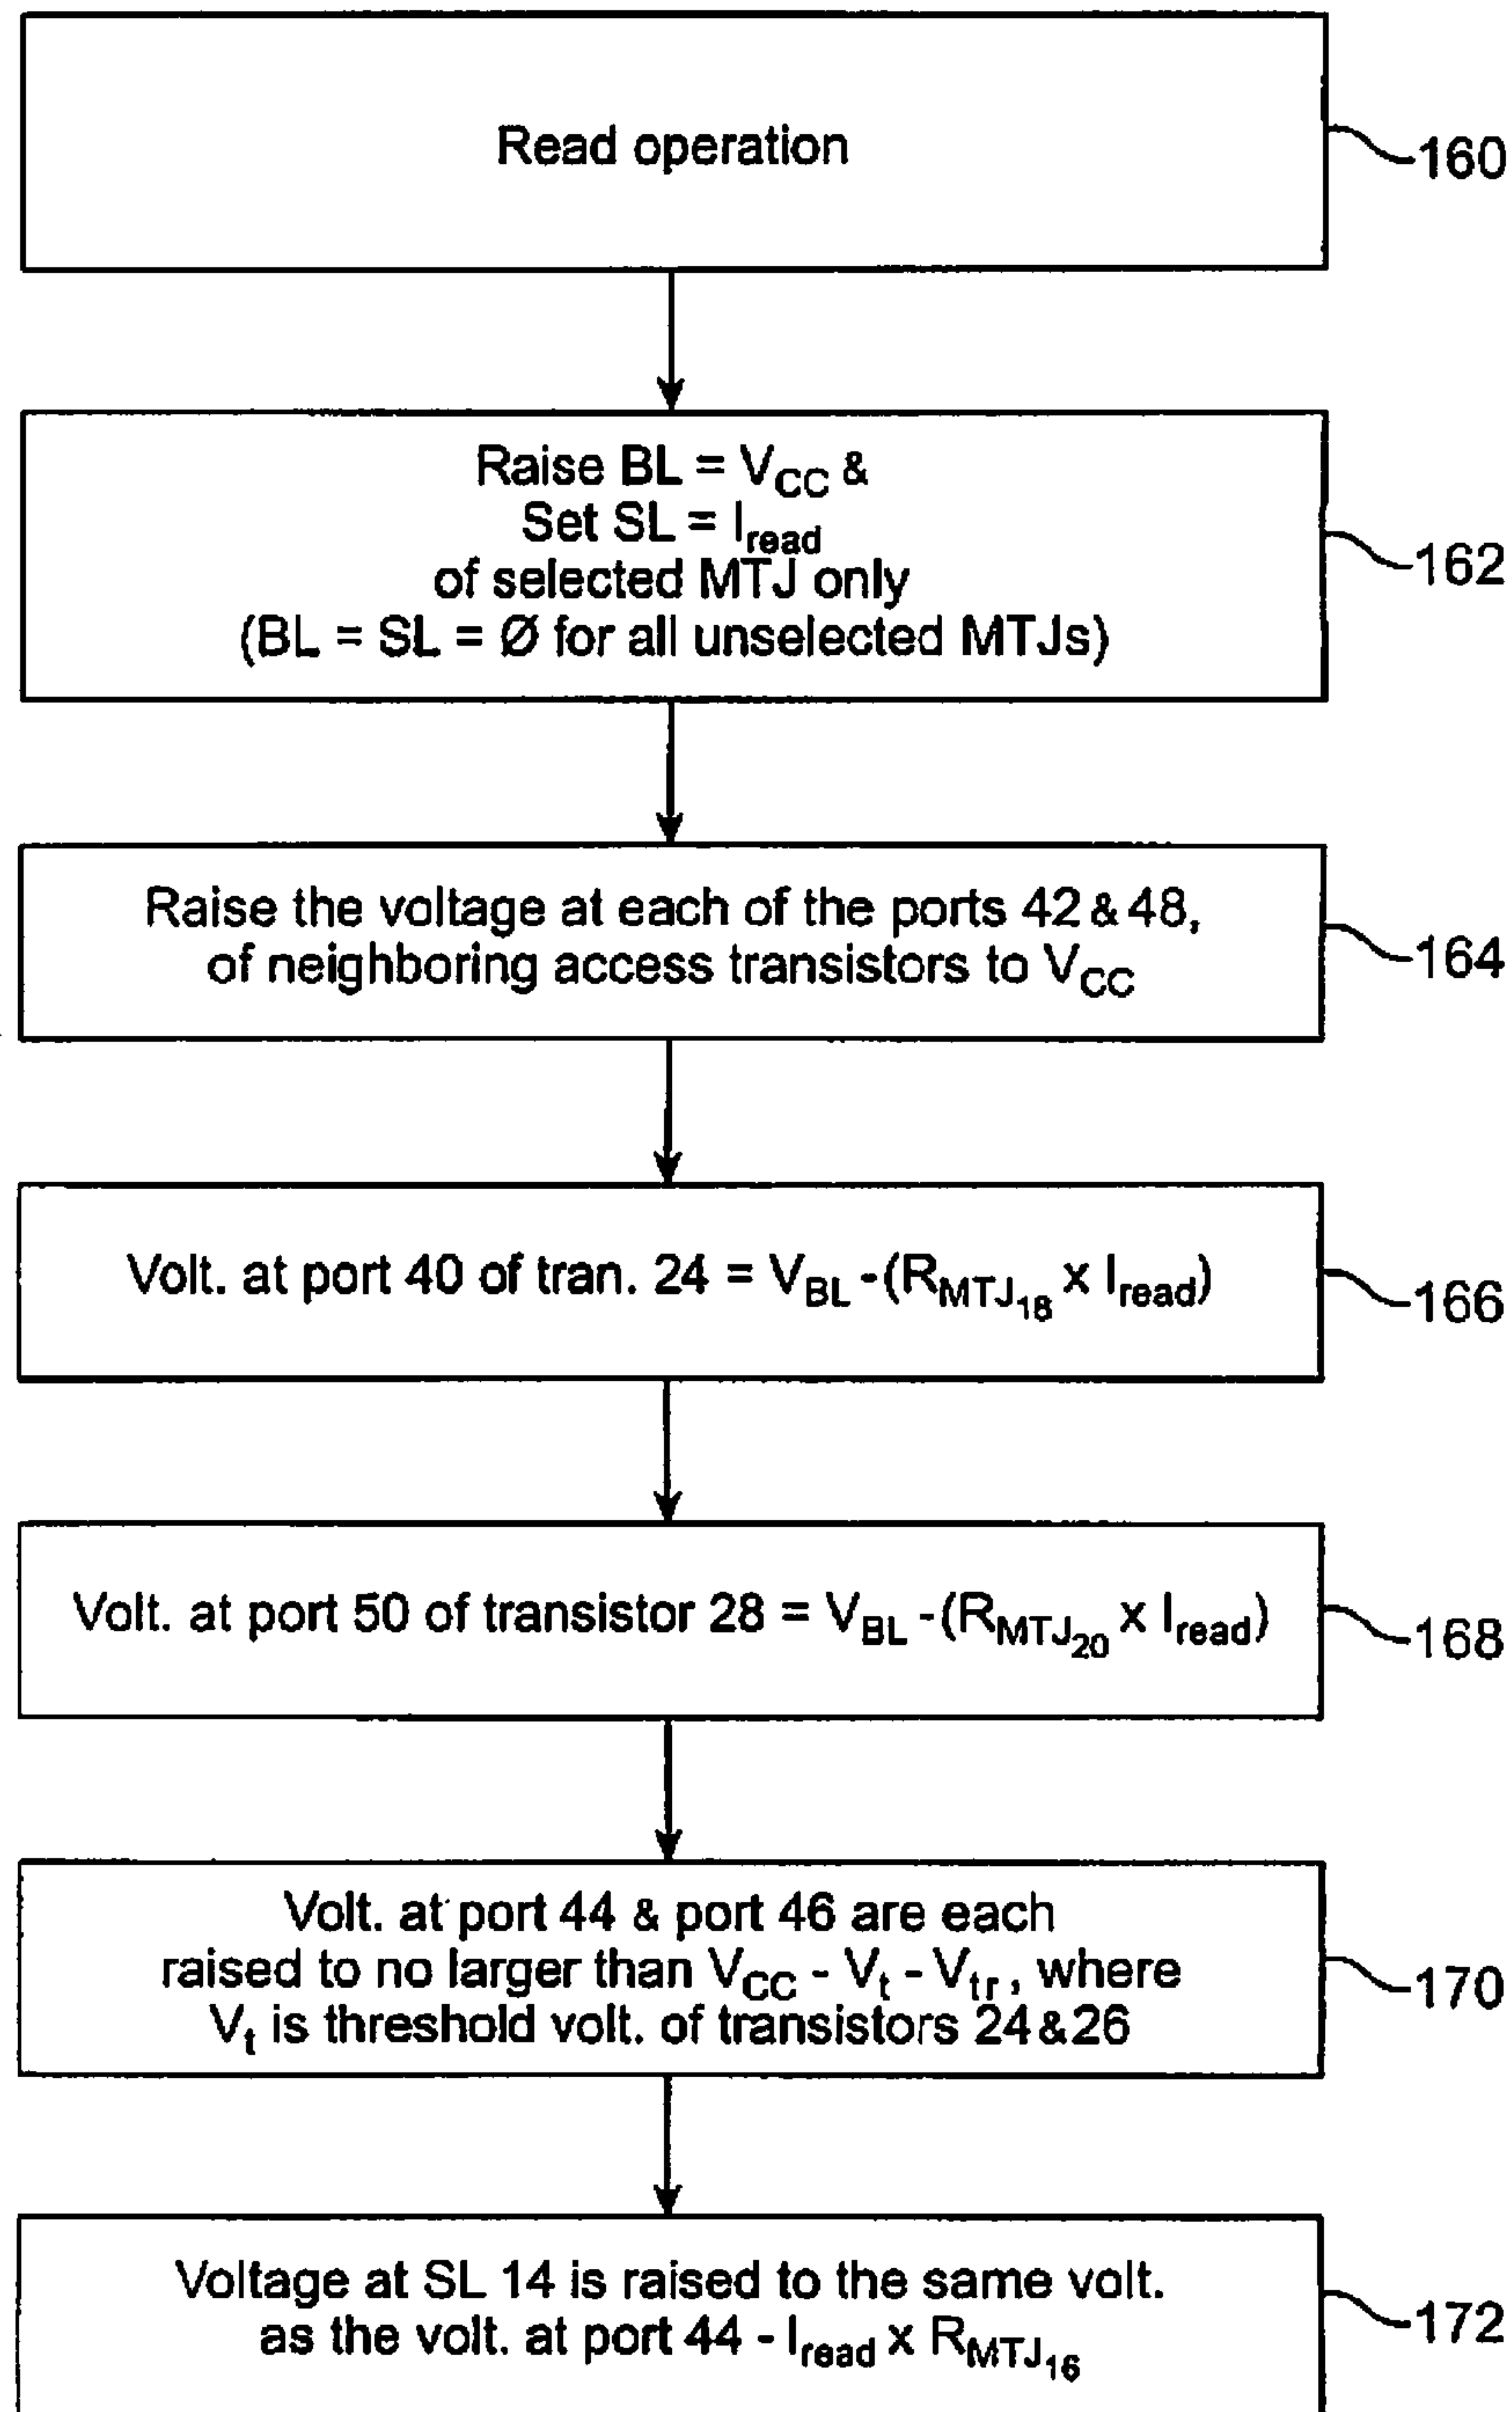 Read operation
160
Raise BL = V_CC &
Set SL = I_read
of selected MTJ only
(BL = SL = Ø for all unselected MTJs)
162
Raise the voltage at each of the ports 42 & 48,
of neighboring access transistors to V_CC
164
Volt. at port 40 of tran. 24 = V_BL - (R_MTJ_18 x I_read)
166
Volt. at port 50 of transistor 28 = V_BL - (R_MTJ_20 x I_read)
168
Volt. at port 44 & port 46 are each
raised to no larger than V_CC - V_t - V_tr, where
V_t is threshold volt. of transistors 24 & 26
170
Voltage at SL 14 is raised to the same volt.
as the volt. at port 44 - I_read x R_MTJ_16
172